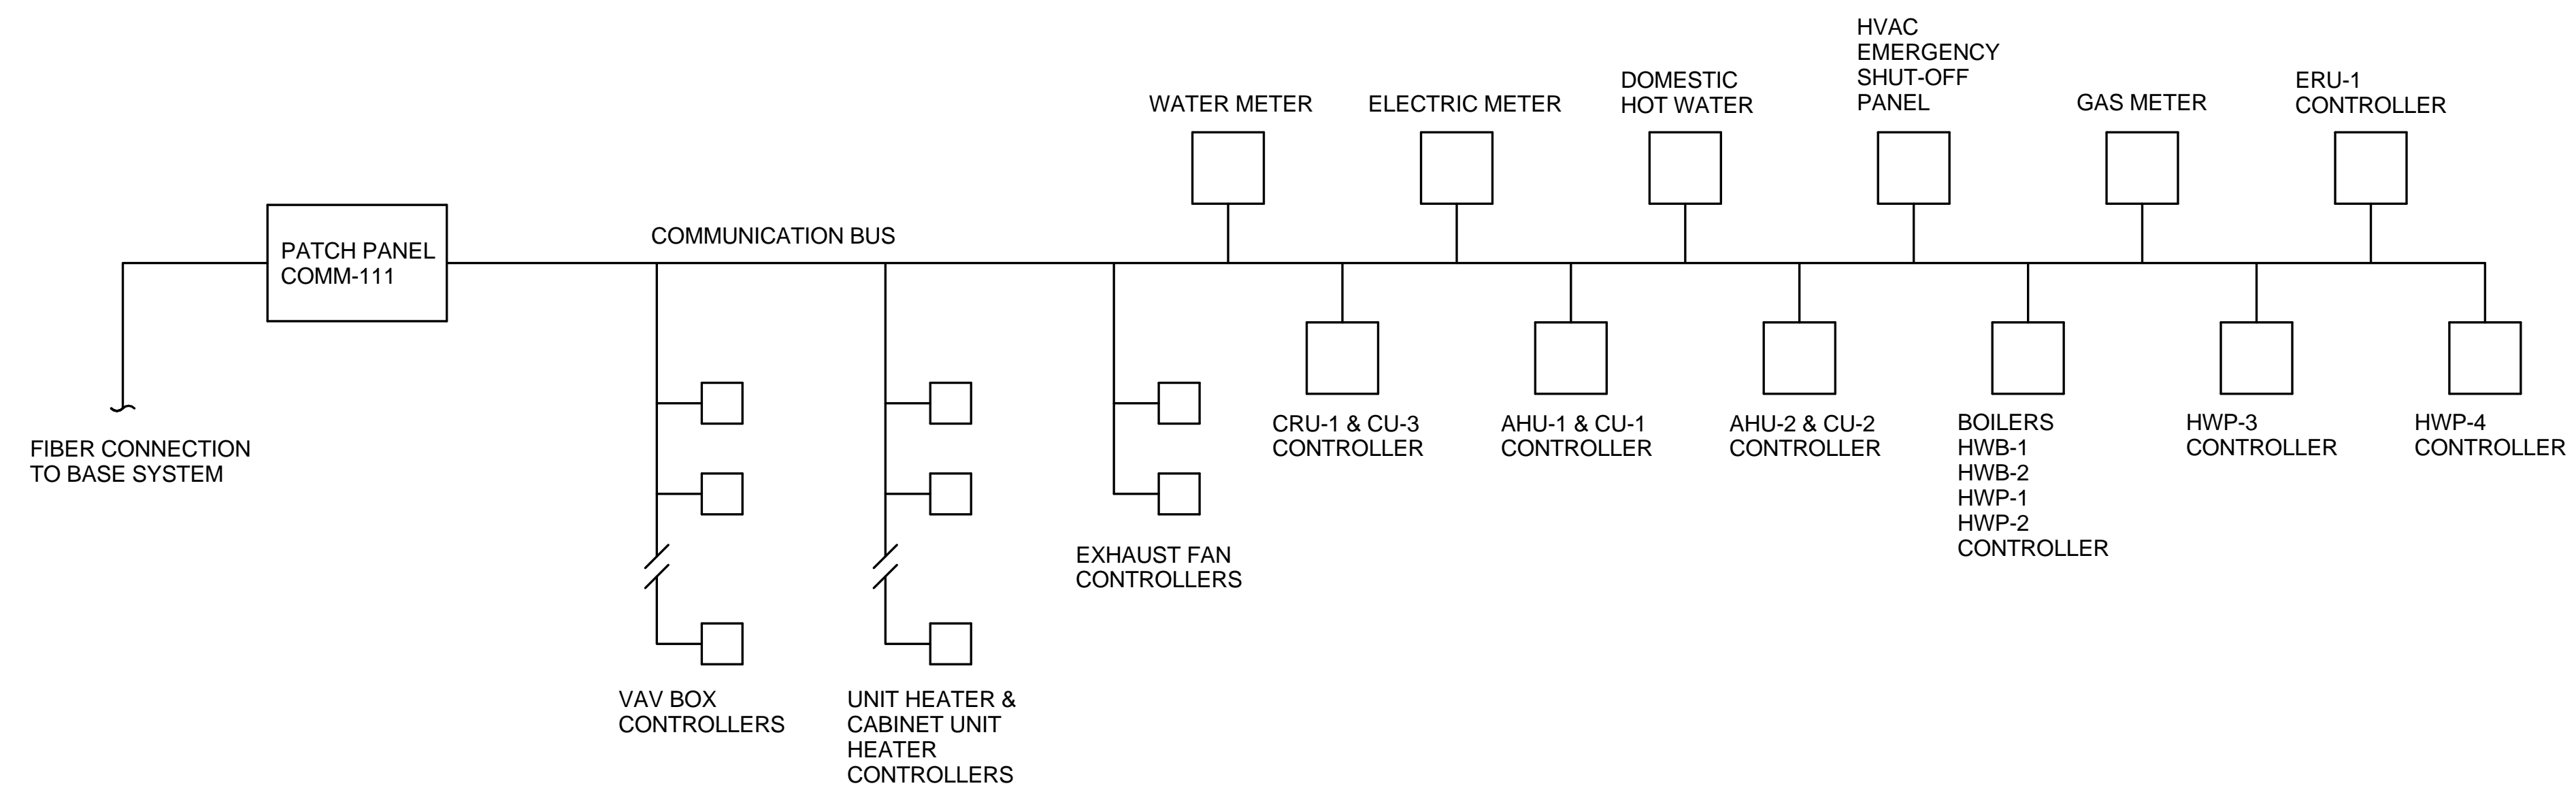 HVAC
EMERGENCY
SHUT-OFF
PANEL
DOMESTIC
HOT WATER
ERU-1
CONTROLLER
WATER METER
ELECTRIC METER
GAS METER
PATCH PANEL
COMM-111
COMMUNICATION BUS
FIBER CONNECTION
TO BASE SYSTEM
CRU-1 & CU-3
CONTROLLER
AHU-1 & CU-1
CONTROLLER
AHU-2 & CU-2
CONTROLLER
BOILERS
HWB-1
HWB-2
HWP-1
HWP-2
CONTROLLER
HWP-3
CONTROLLER
HWP-4
CONTROLLER
EXHAUST FAN
CONTROLLERS
VAV BOX
CONTROLLERS
UNIT HEATER &
CABINET UNIT
HEATER
CONTROLLERS